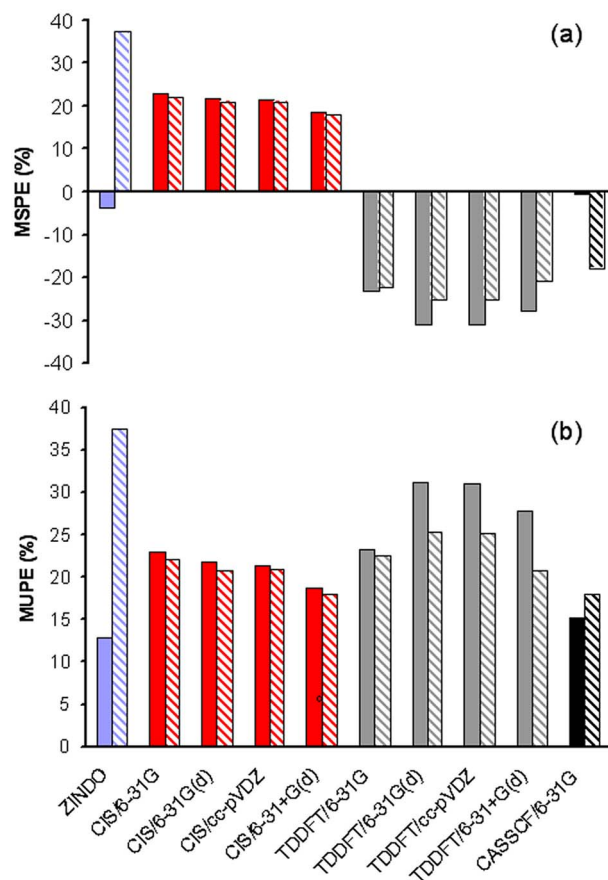 (a)
MSPE (%)
40
30
20
10
0
-10
-20
-30
-40
(b)
MUPE (%)
40
35
30
25
20
15
10
5
0
ZINDO
CIS/6-31G
CIS/6-31G(d)
CIS/cc-pVDZ
CIS/6-31+G(d)
TDDFT/6-31G
TDDFT/6-31G(d)
TDDFT/cc-pVDZ
TDDFT/6-31+G(d)
CASSCF/6-31G